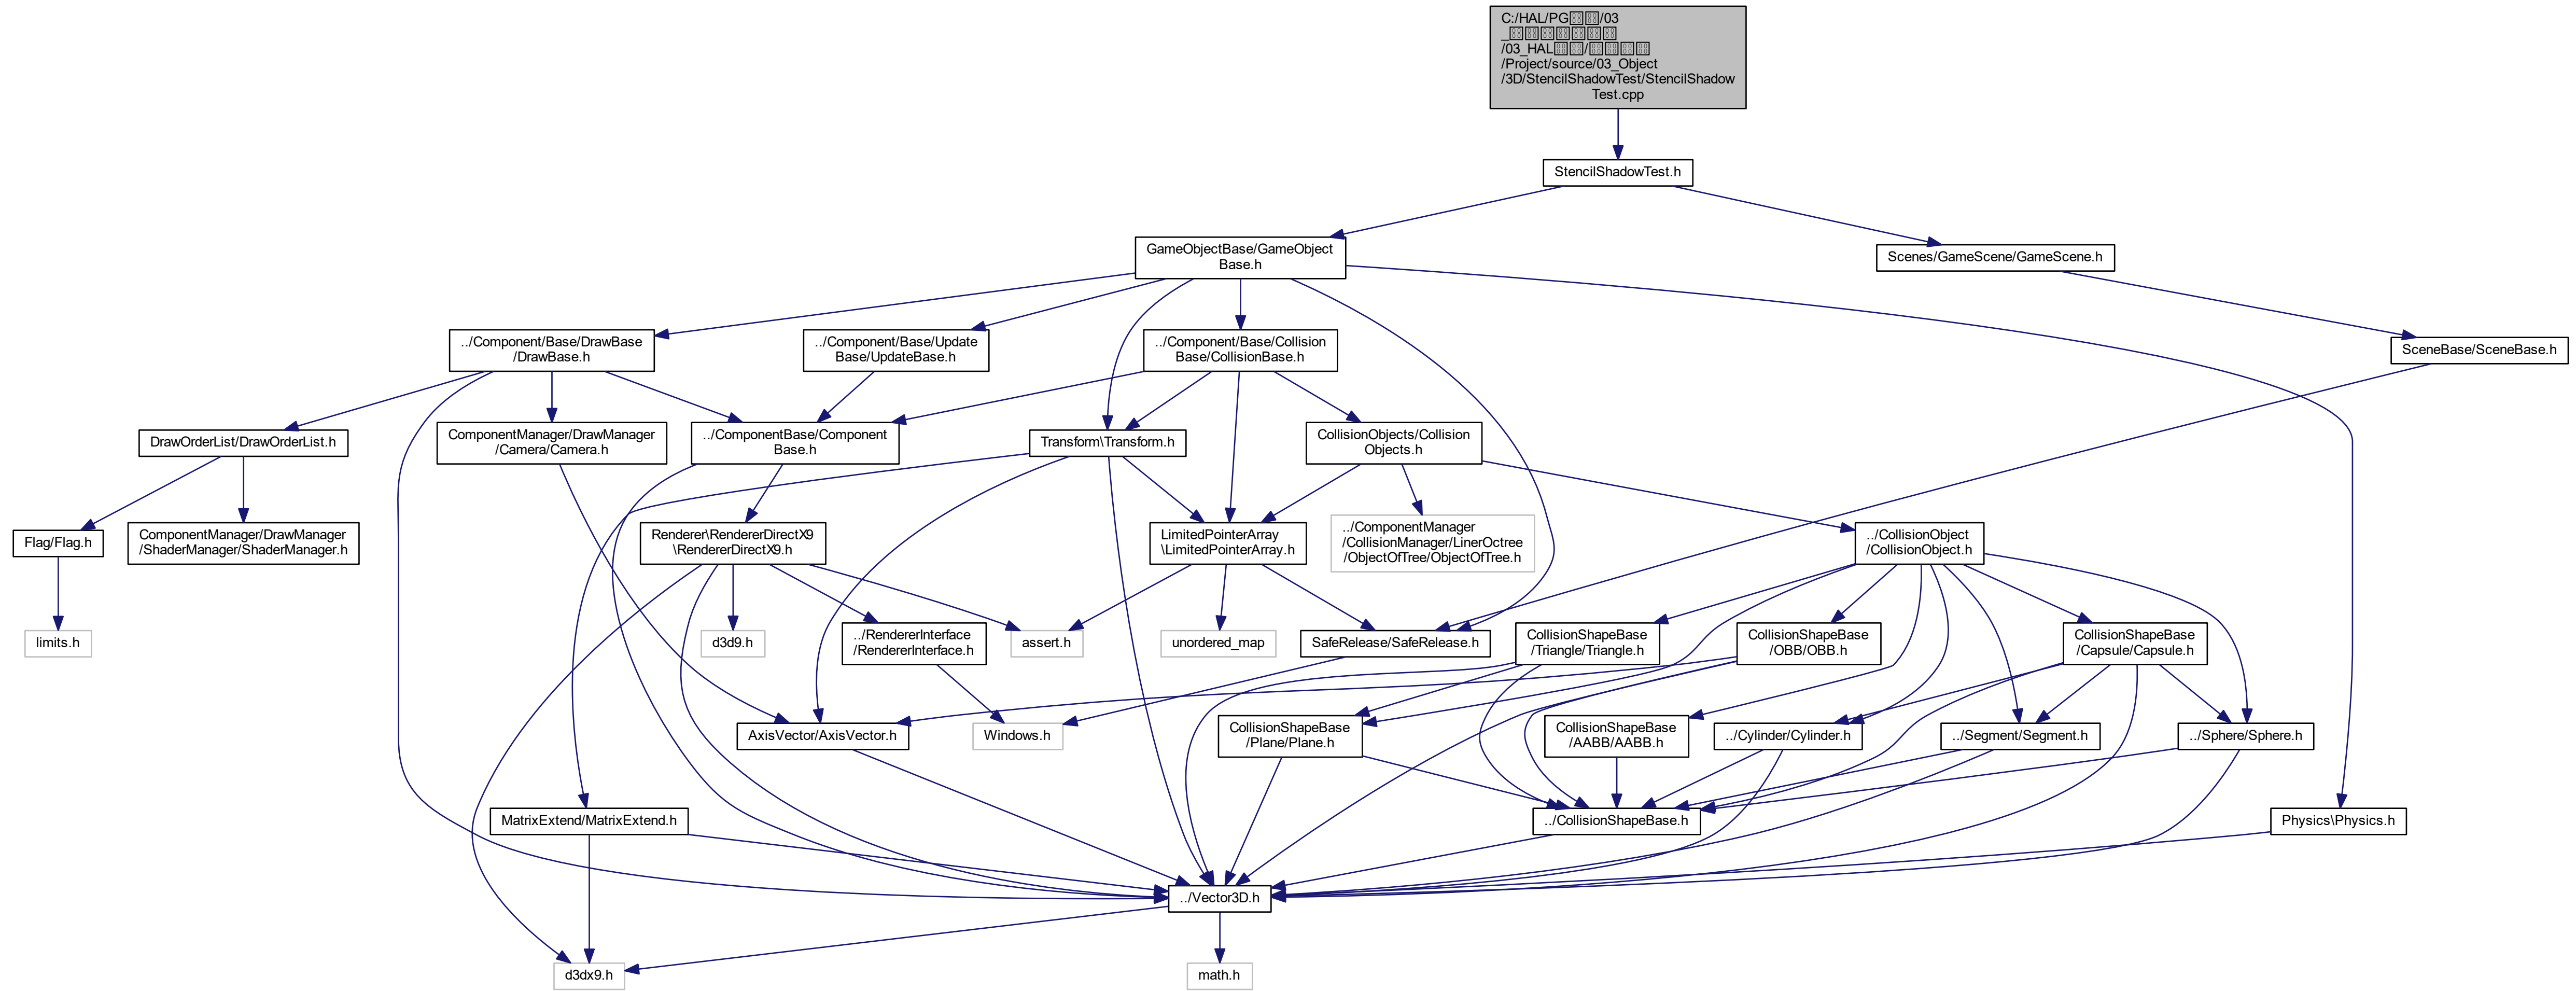 C:/HAL/PG /03
_
/03_HAL /
/Project/source/03_Object
/3D/StencilShadowTest/StencilShadow
Test.cpp
StencilShadowTest.h
GameObjectBase/GameObject
Base.h
Scenes/GameScene/GameScene.h
../Component/Base/DrawBase
/DrawBase.h
../Component/Base/Update
Base/UpdateBase.h
../Component/Base/Collision
Base/CollisionBase.h
SceneBase/SceneBase.h
DrawOrderList/DrawOrderList.h
ComponentManager/DrawManager
/Camera/Camera.h
../ComponentBase/Component
Base.h
Transform\Transform.h
CollisionObjects/Collision
Objects.h
Flag/Flag.h
ComponentManager/DrawManager
/ShaderManager/ShaderManager.h
Renderer\RendererDirectX9
\RendererDirectX9.h
LimitedPointerArray
\LimitedPointerArray.h
../ComponentManager
/CollisionManager/LinerOctree
/ObjectOfTree/ObjectOfTree.h
../CollisionObject
/CollisionObject.h
limits.h
d3d9.h
../RendererInterface
/RendererInterface.h
assert.h
unordered_map
SafeRelease/SafeRelease.h
CollisionShapeBase
/Triangle/Triangle.h
CollisionShapeBase
/OBB/OBB.h
CollisionShapeBase
/Capsule/Capsule.h
AxisVector/AxisVector.h
Windows.h
CollisionShapeBase
/Plane/Plane.h
CollisionShapeBase
/AABB/AABB.h
../Cylinder/Cylinder.h
../Segment/Segment.h
../Sphere/Sphere.h
MatrixExtend/MatrixExtend.h
../CollisionShapeBase.h
Physics\Physics.h
../Vector3D.h
d3dx9.h
math.h